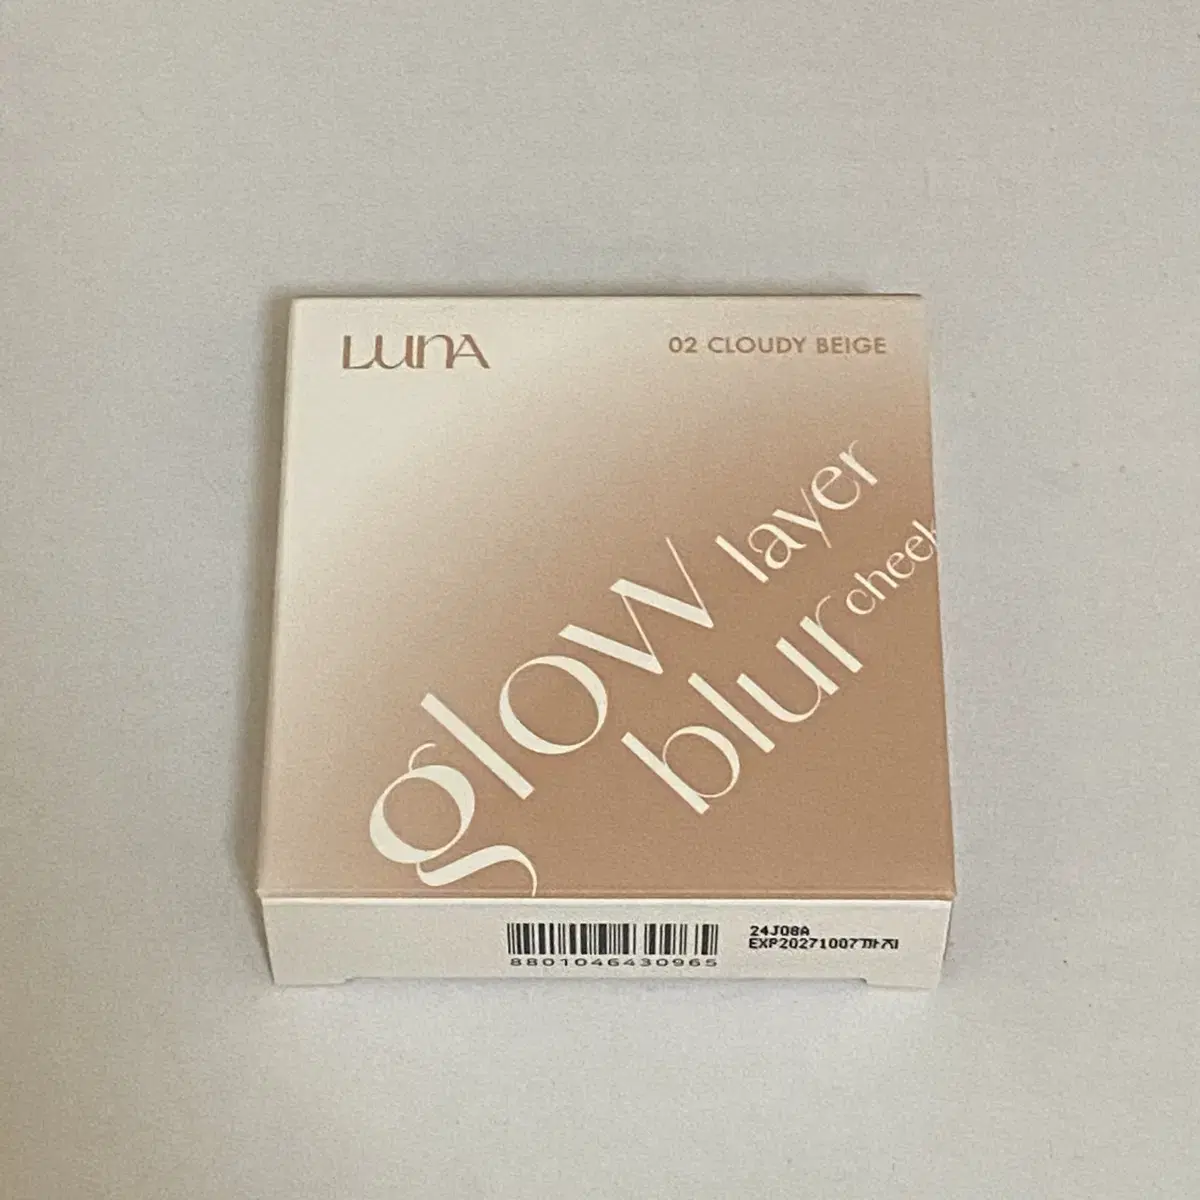 LUNA
02 CLOUDY BEIGE
glow layer
blur cheek
8801046430965
24J08A
EXP20271007까지